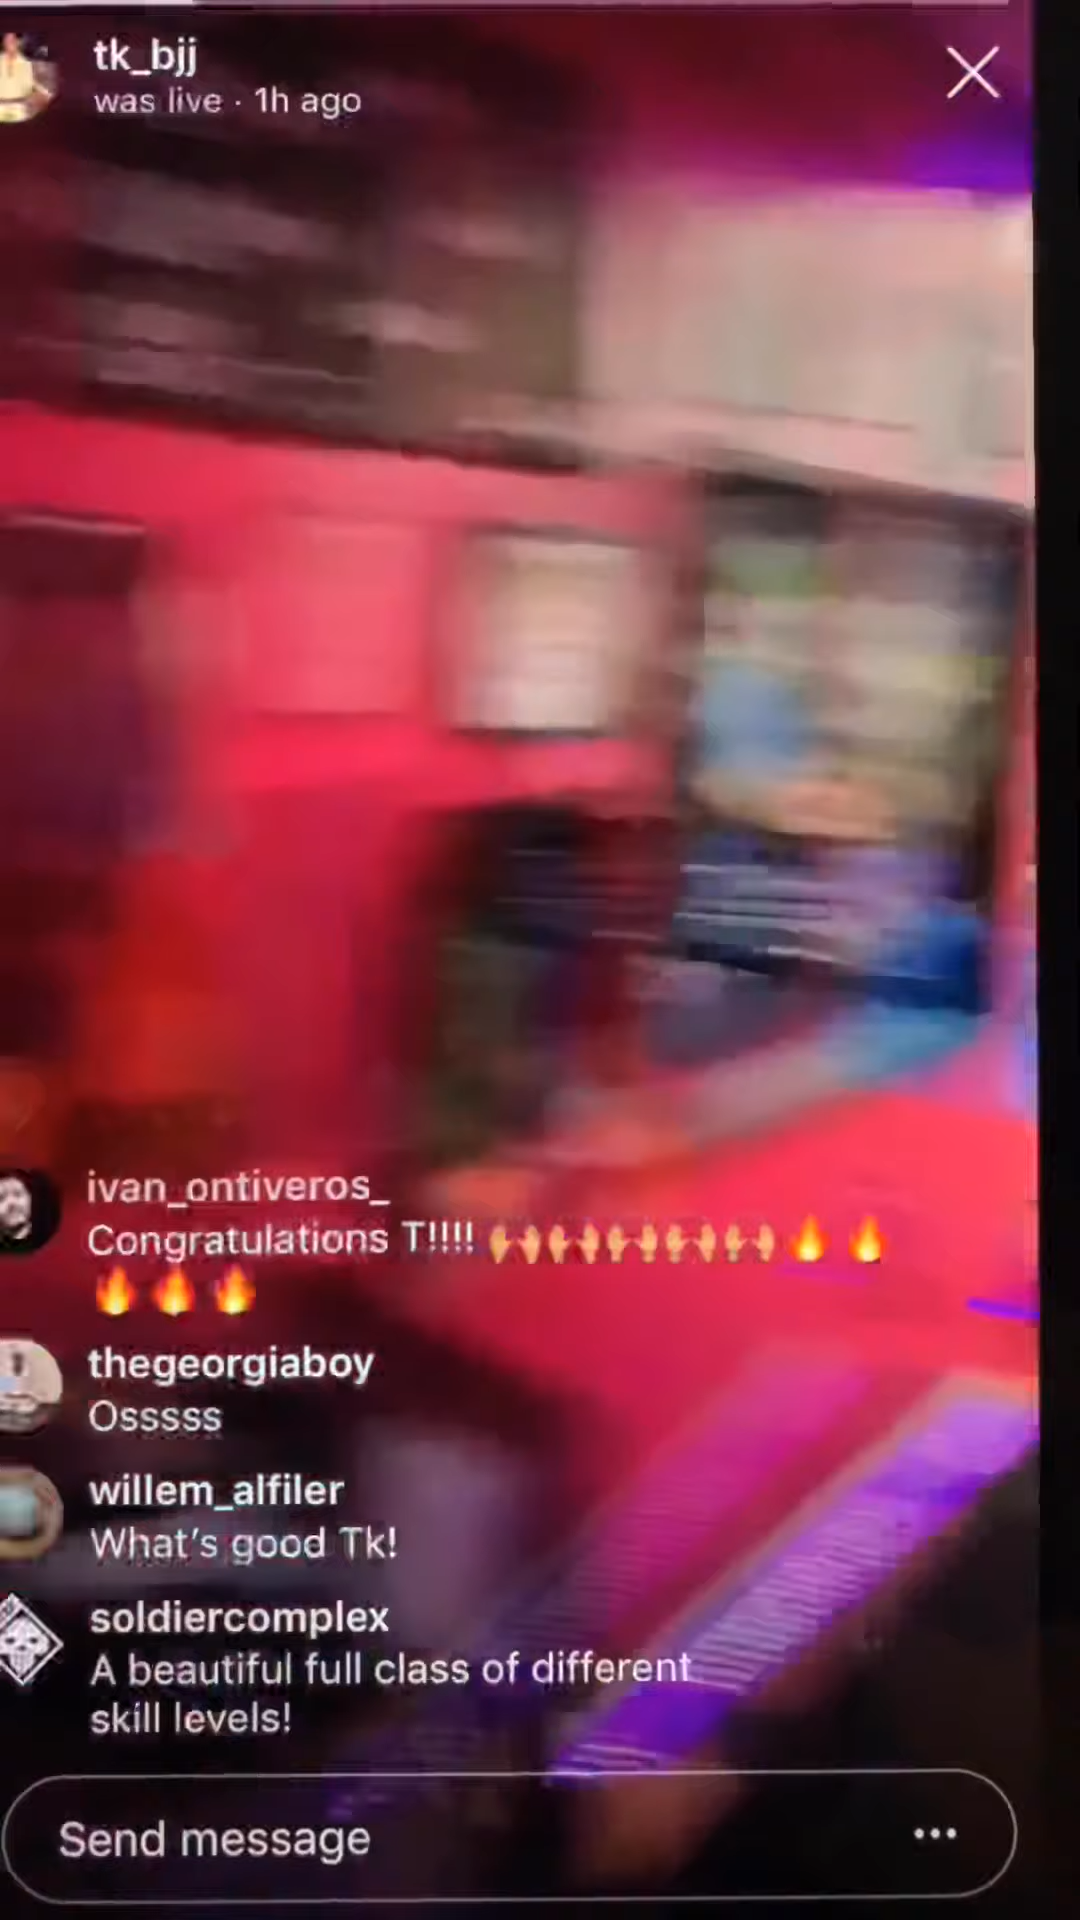 tk_bjj
was live · 1h ago
ivan_ontiveros_
Congratulations T!!!! 🙌🙌🙌🙌🙌🔥🔥
🔥🔥🔥
thegeorgiaboy
Osssss
willem_alfiler
What's good Tk!
soldiercomplex
A beautiful full class of different
skill levels!
Send message